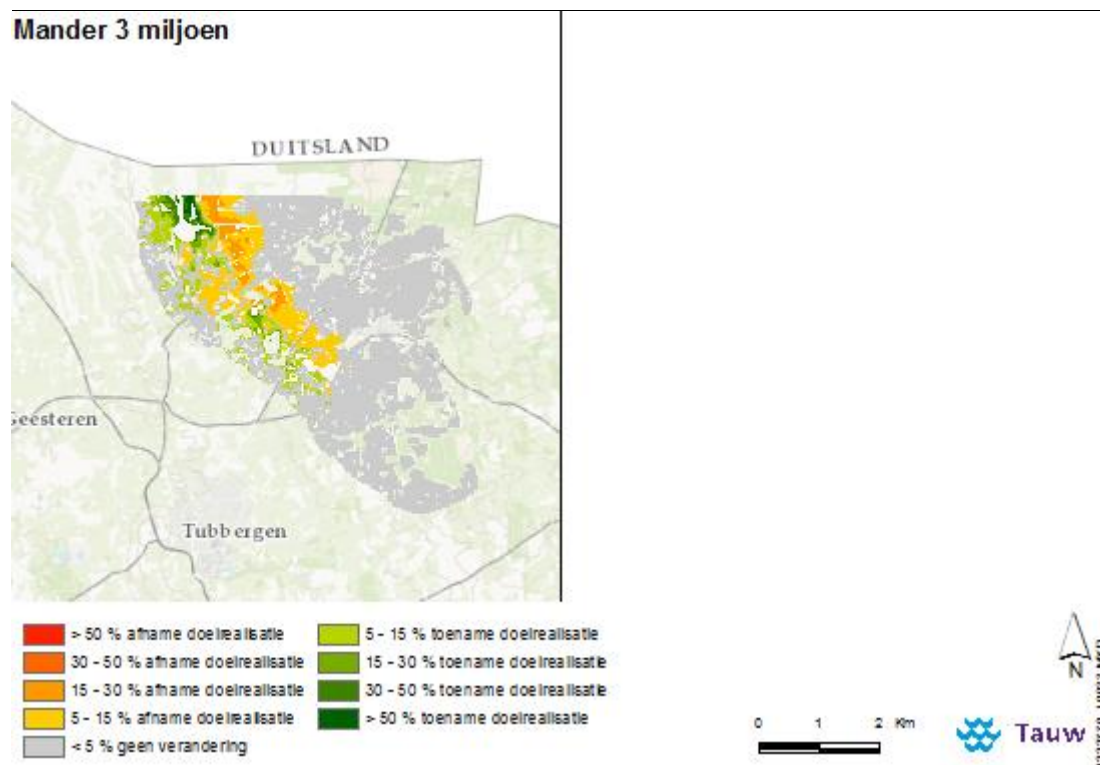 Mander 3 miljoen
DUITSLAND
Geesteren
Tubbergen
> 50 % afname doelrealisatie
30 - 50 % afname doelrealisatie
15 - 30 % afname doelrealisatie
5 - 15 % afname doelrealisatie
< 5 % geen verandering
5 - 15 % toename doelrealisatie
15 - 30 % toename doelrealisatie
30 - 50 % toename doelrealisatie
> 50 % toename doelrealisatie
0 1 2 Km
N
Tauw